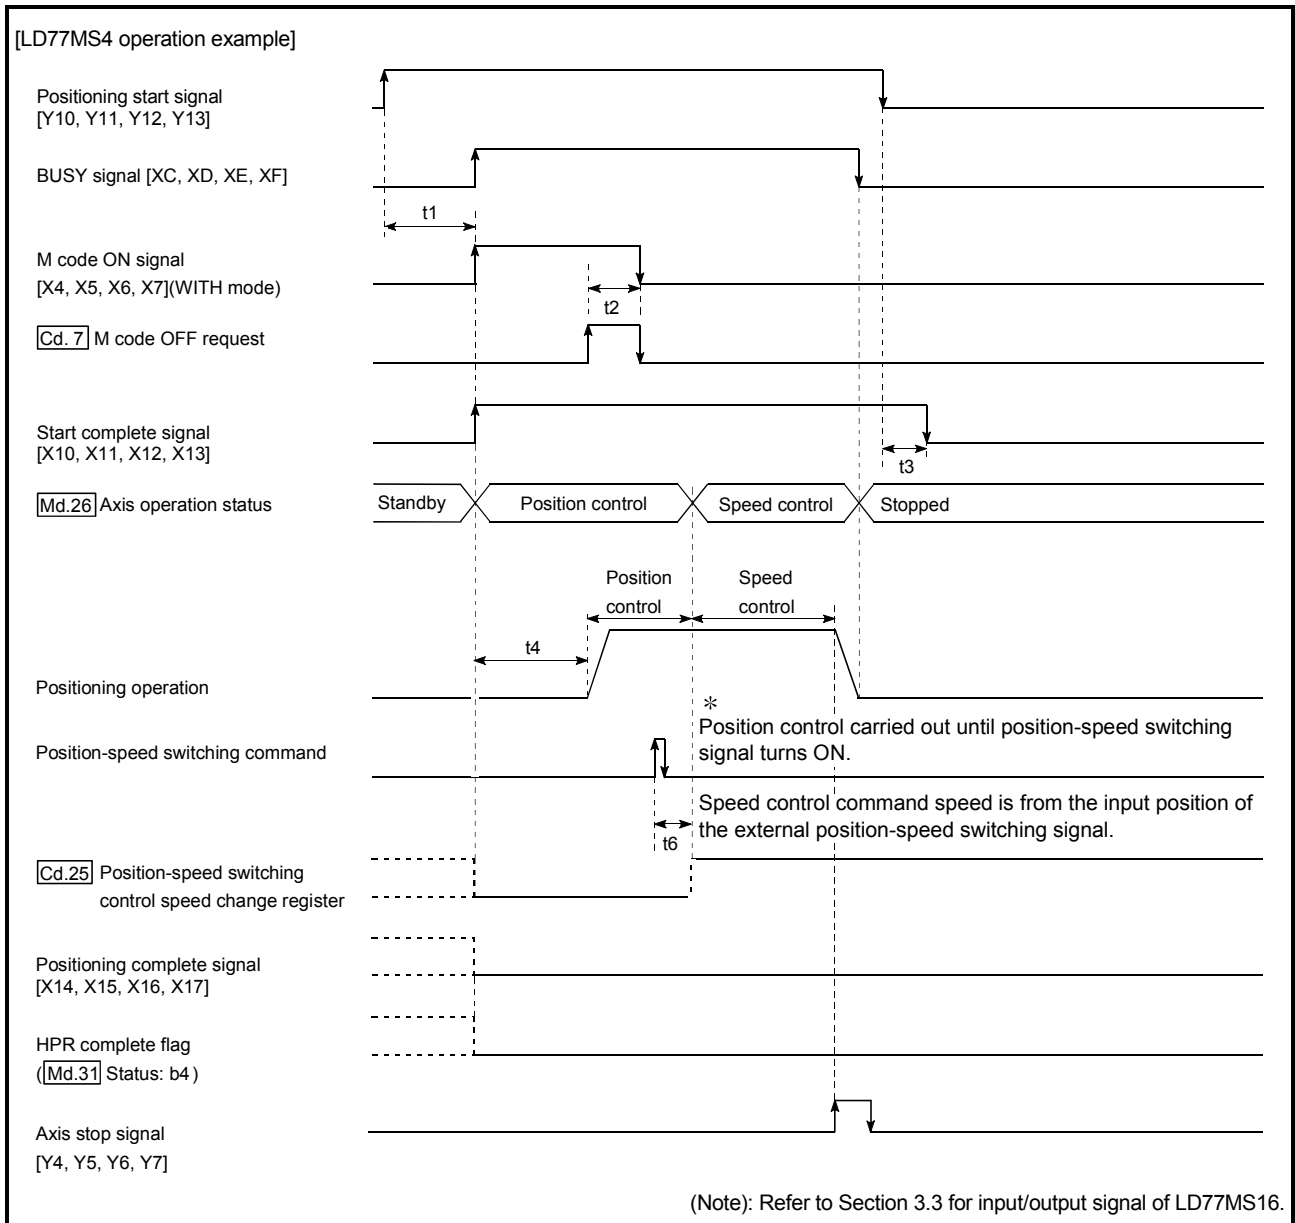 [LD77MS4 operation example]
Positioning start signal
[Y10, Y11, Y12, Y13]
BUSY signal [XC, XD, XE, XF]
t1
M code ON signal
[X4, X5, X6, X7](WITH mode)
t2
Cd. 7 M code OFF request
Start complete signal
[X10, X11, X12, X13]
t3
Md.26 Axis operation status
Standby
Position control
Speed control
Stopped
Position
control
Speed
control
t4
Positioning operation
*
Position control carried out until position-speed switching
signal turns ON.
Position-speed switching command
Speed control command speed is from the input position of
the external position-speed switching signal.
t6
Cd.25 Position-speed switching
control speed change register
Positioning complete signal
[X14, X15, X16, X17]
HPR complete flag
(Md.31 Status: b4)
Axis stop signal
[Y4, Y5, Y6, Y7]
(Note): Refer to Section 3.3 for input/output signal of LD77MS16.